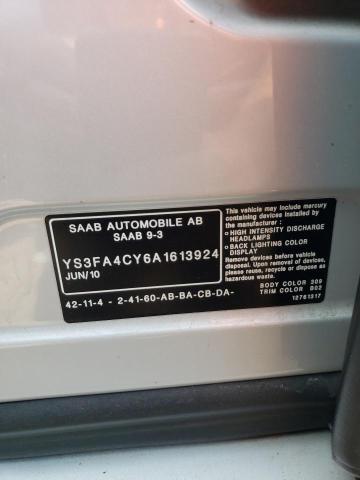 SAAB AUTOMOBILE AB
SAAB 9-3
YS3FA4CY6A1613924
JUN/10
42-11-4 - 2-41-60-AB-BA-CB-DA-
This vehicle may include mercury
containing devices installed by
the manufacturer :
HIGH INTENSITY DISCHARGE
HEADLAMPS
BACK LIGHTING COLOR
DISPLAY
Remove devices before vehicle
disposal. Upon removal of devices,
please reuse, recycle or dispose as
hazardous waste.
BODY COLOR 309
TRIM COLOR B02
12761317